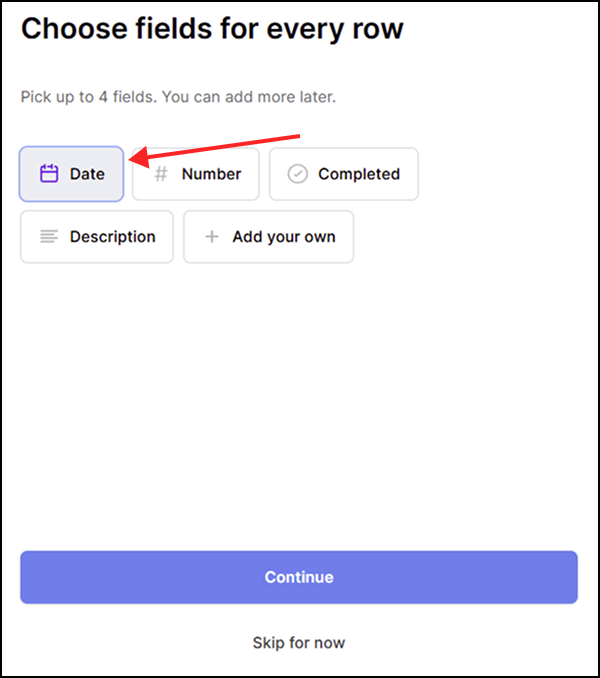 Choose fields for every row
Pick up to 4 fields. You can add more later.
Date
# Number
Completed
Description
+ Add your own
Continue
Skip for now